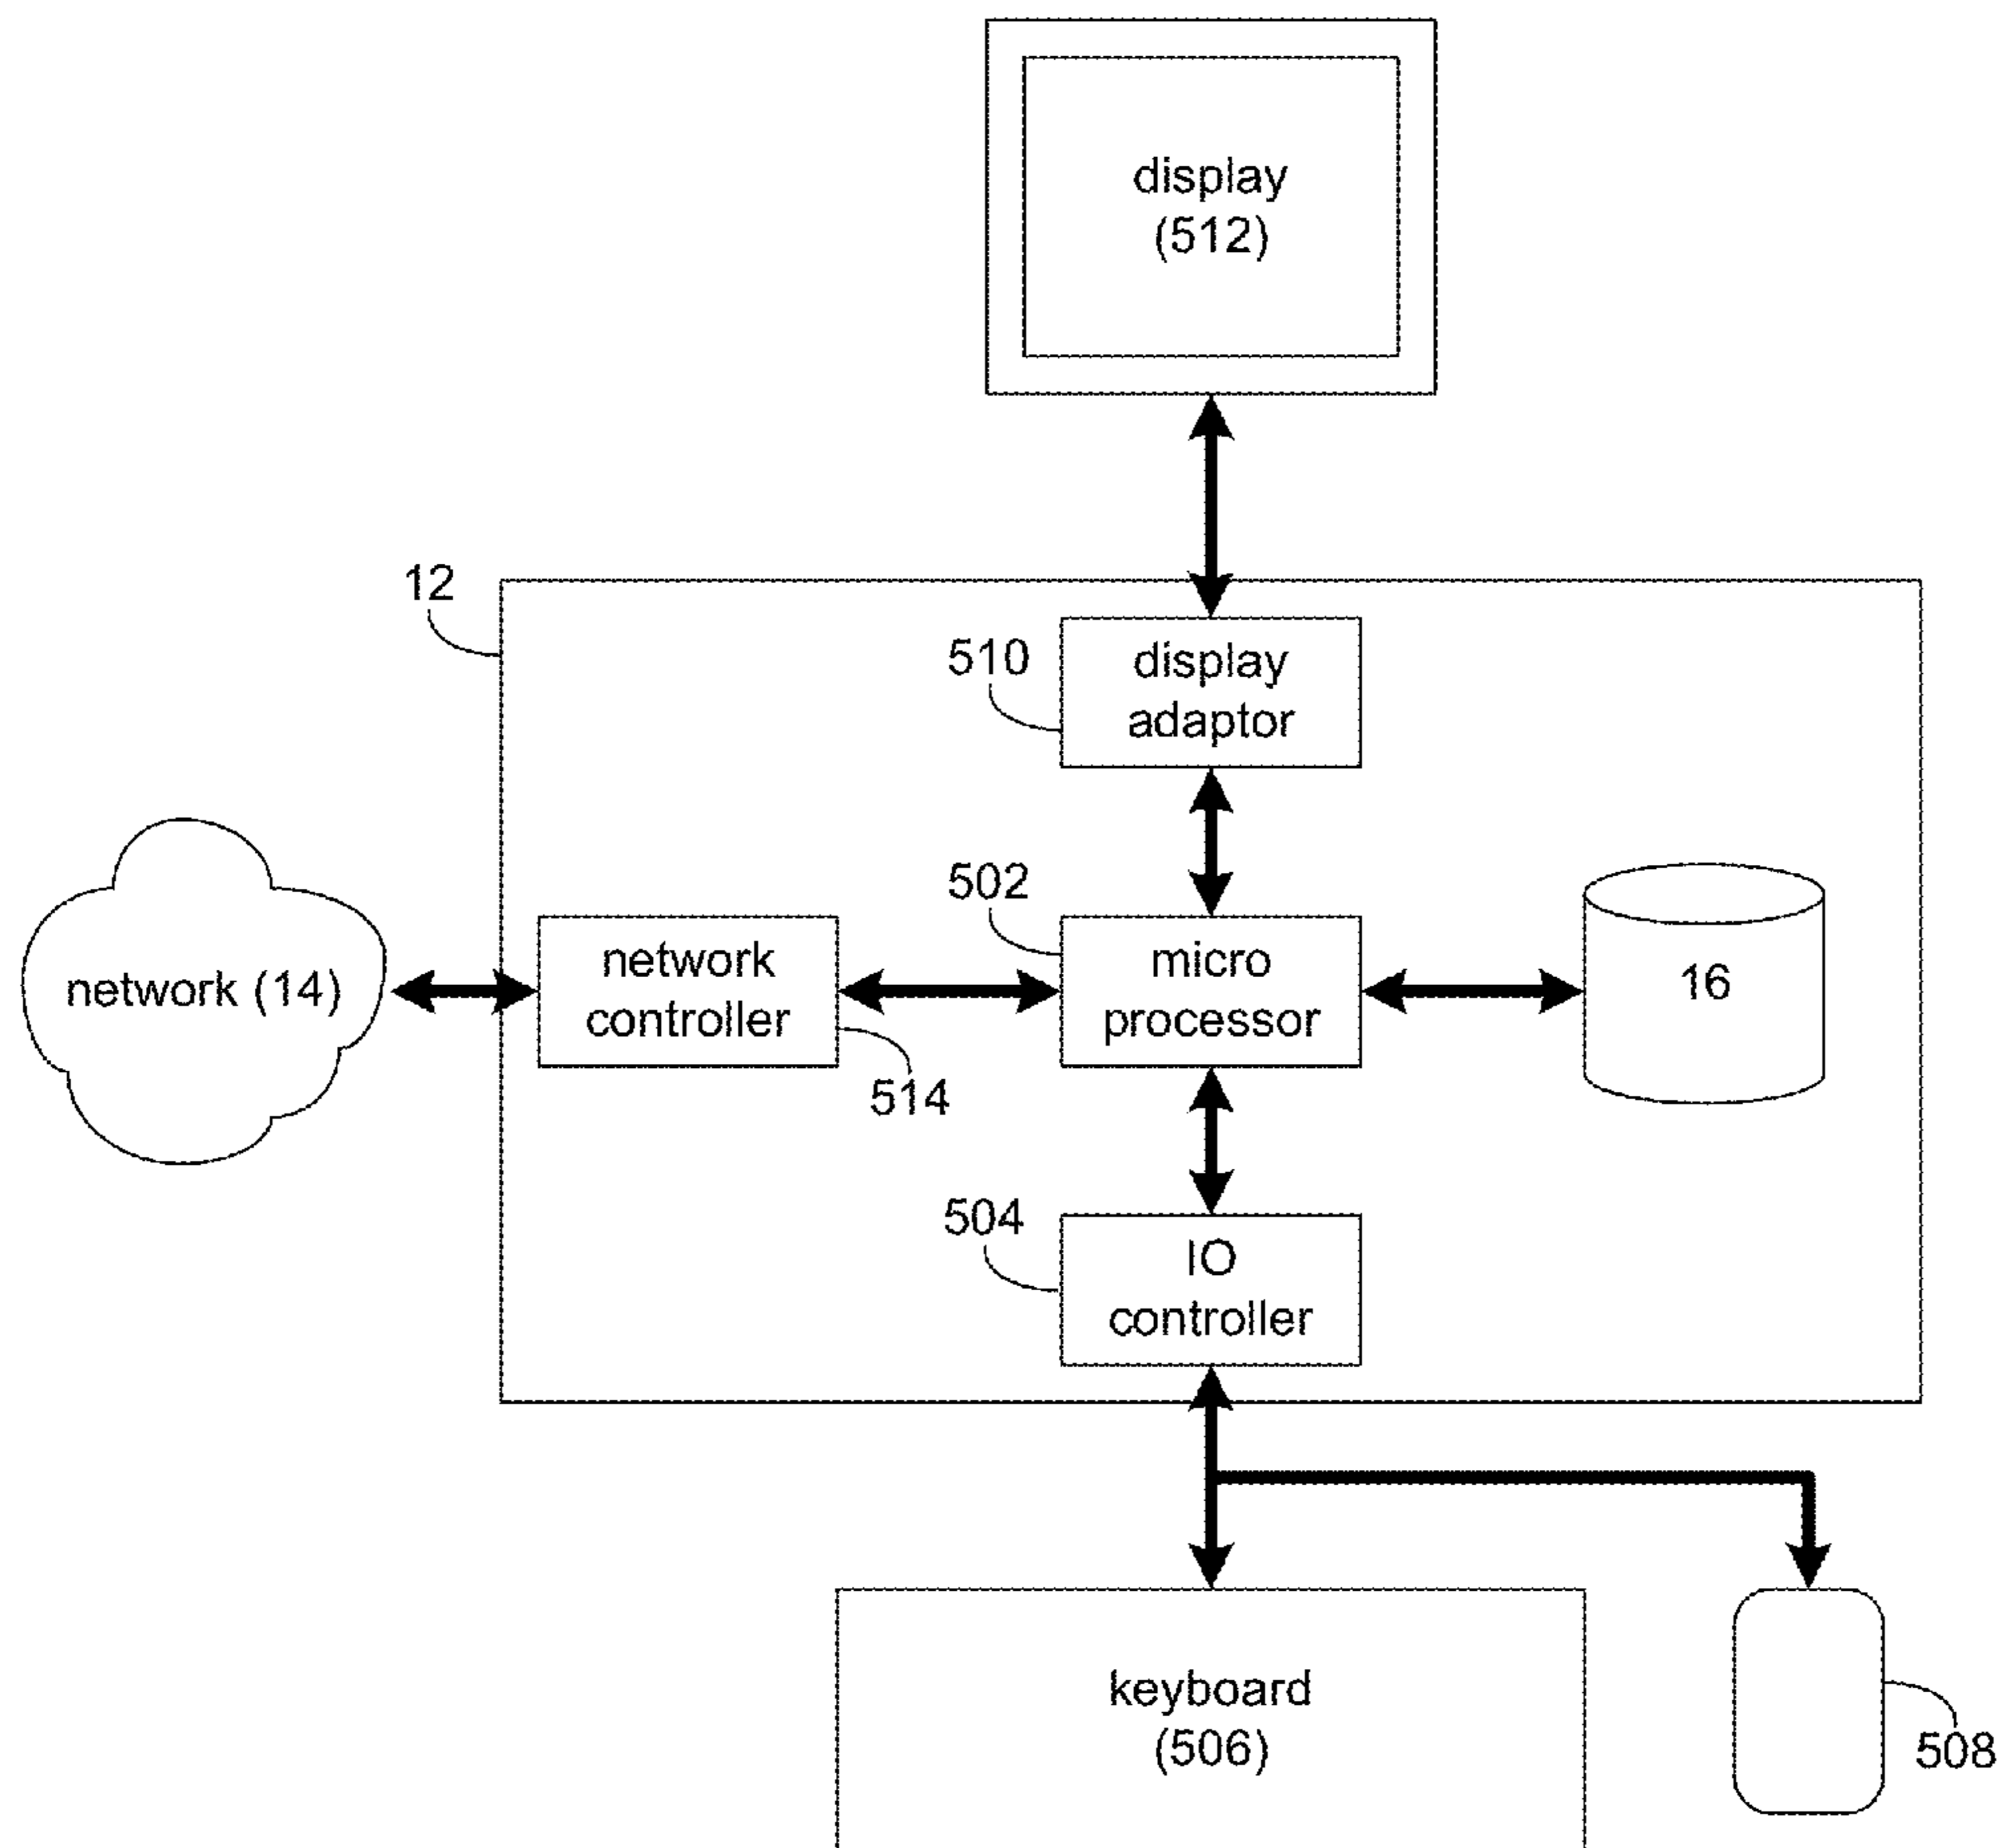 display
(512)
12
510
display
adaptor
502
network (14)
network
controller
micro
processor
16
514
504
IO
controller
keyboard
(506)
508